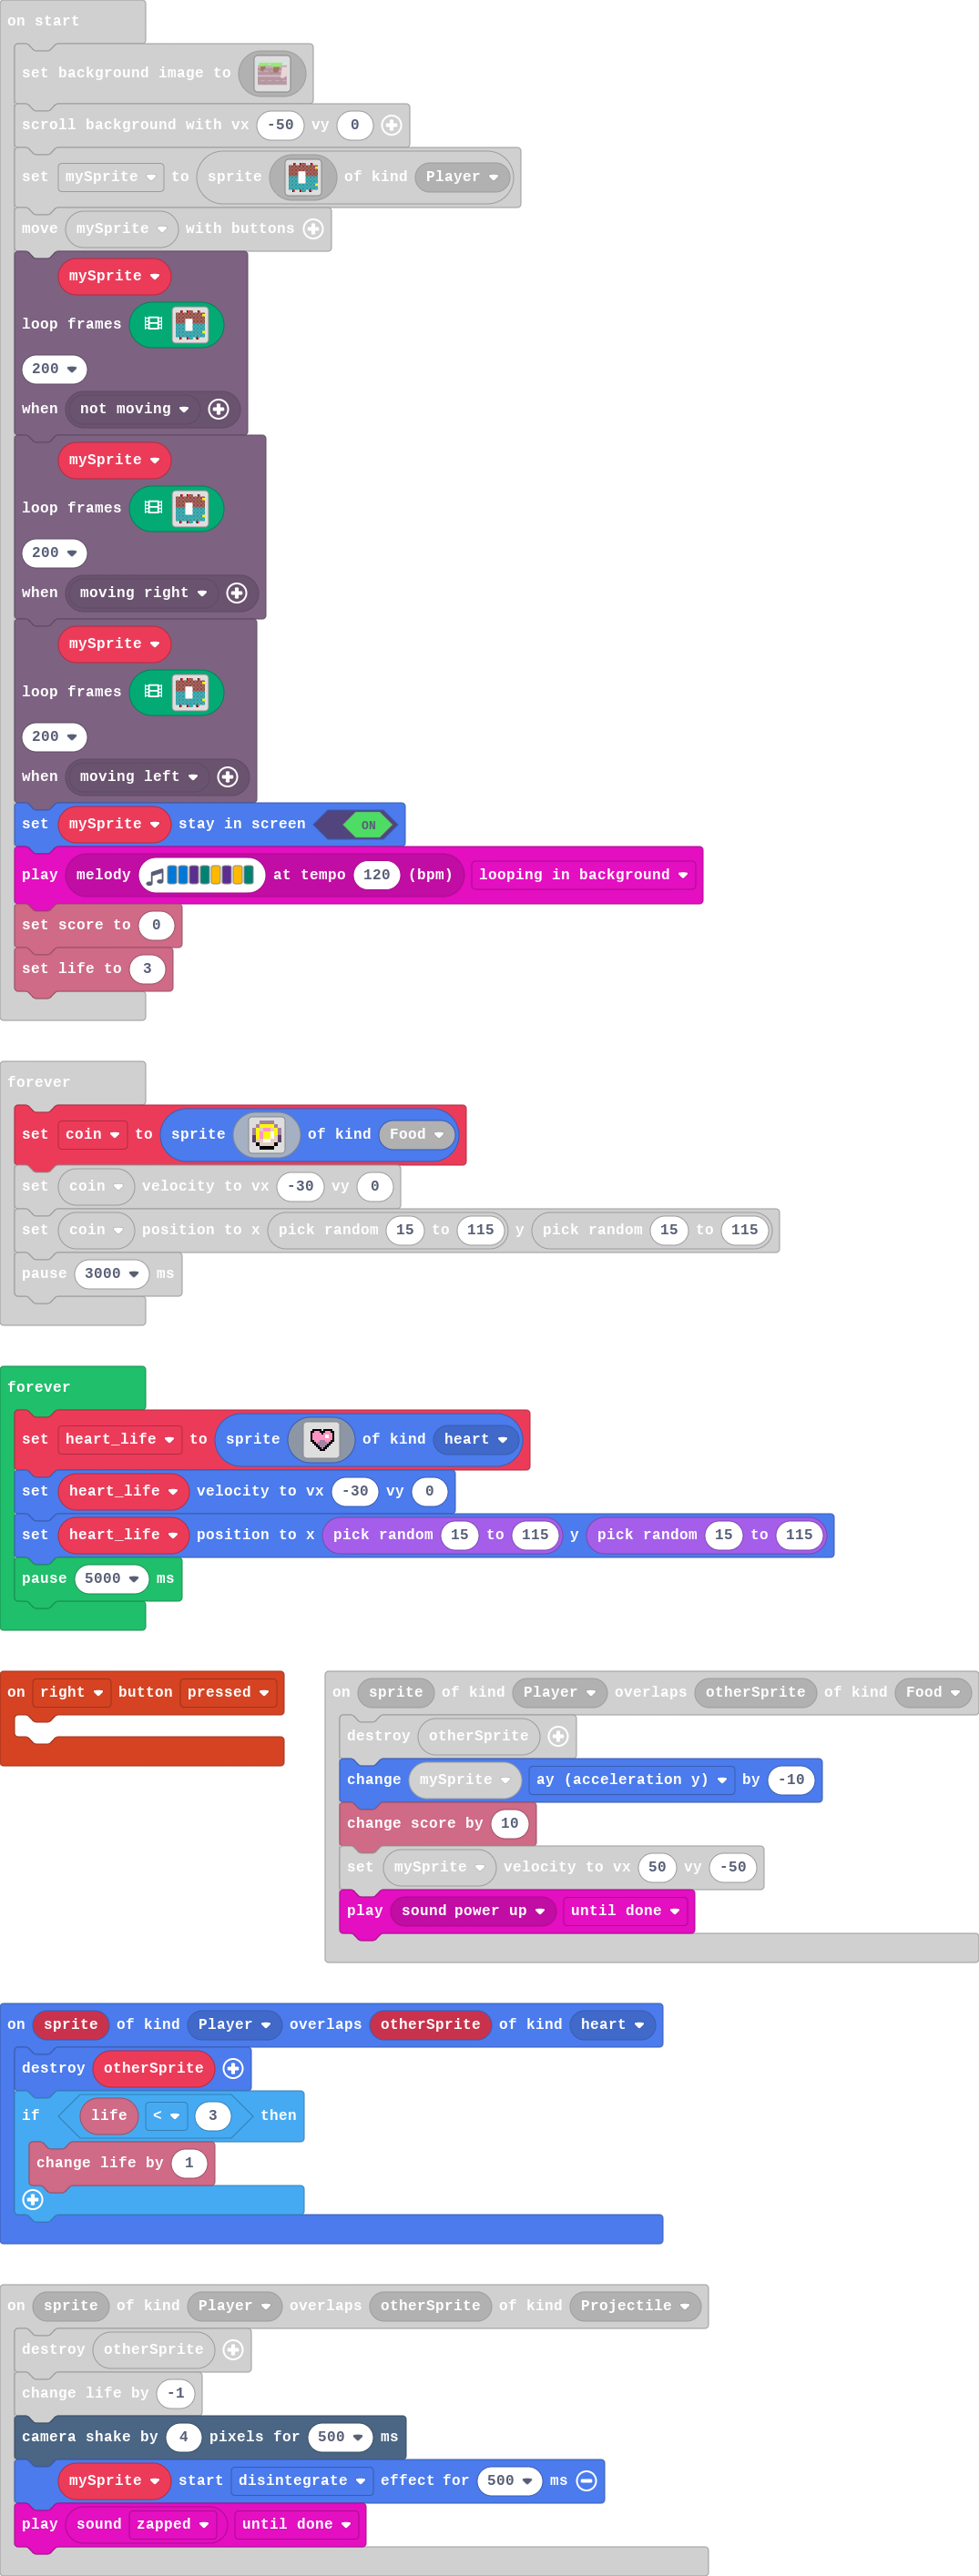 on start
set background image to
scroll background with vx -50 vy 0
set mySprite to sprite of kind Player
move mySprite with buttons
mySprite
loop frames
200
when not moving
mySprite
loop frames
200
when moving right
mySprite
loop frames
200
when moving left
set mySprite stay in screen ON
play melody at tempo 120 (bpm) looping in background
set score to 0
set life to 3
forever
set coin to sprite of kind Food
set coin velocity to vx -30 vy 0
set coin position to x pick random 15 to 115 y pick random 15 to 115
pause 3000 ms
forever
set heart_life to sprite of kind heart
set heart_life velocity to vx -30 vy 0
set heart_life position to x pick random 15 to 115 y pick random 15 to 115
pause 5000 ms
on right button pressed
on sprite of kind Player overlaps otherSprite of kind Food
destroy otherSprite
change mySprite ay (acceleration y) by -10
change score by 10
set mySprite velocity to vx 50 vy -50
play sound power up until done
on sprite of kind Player overlaps otherSprite of kind heart
destroy otherSprite
if life < 3 then
change life by 1
on sprite of kind Player overlaps otherSprite of kind Projectile
destroy otherSprite
change life by -1
camera shake by 4 pixels for 500 ms
mySprite start disintegrate effect for 500 ms
play sound zapped until done